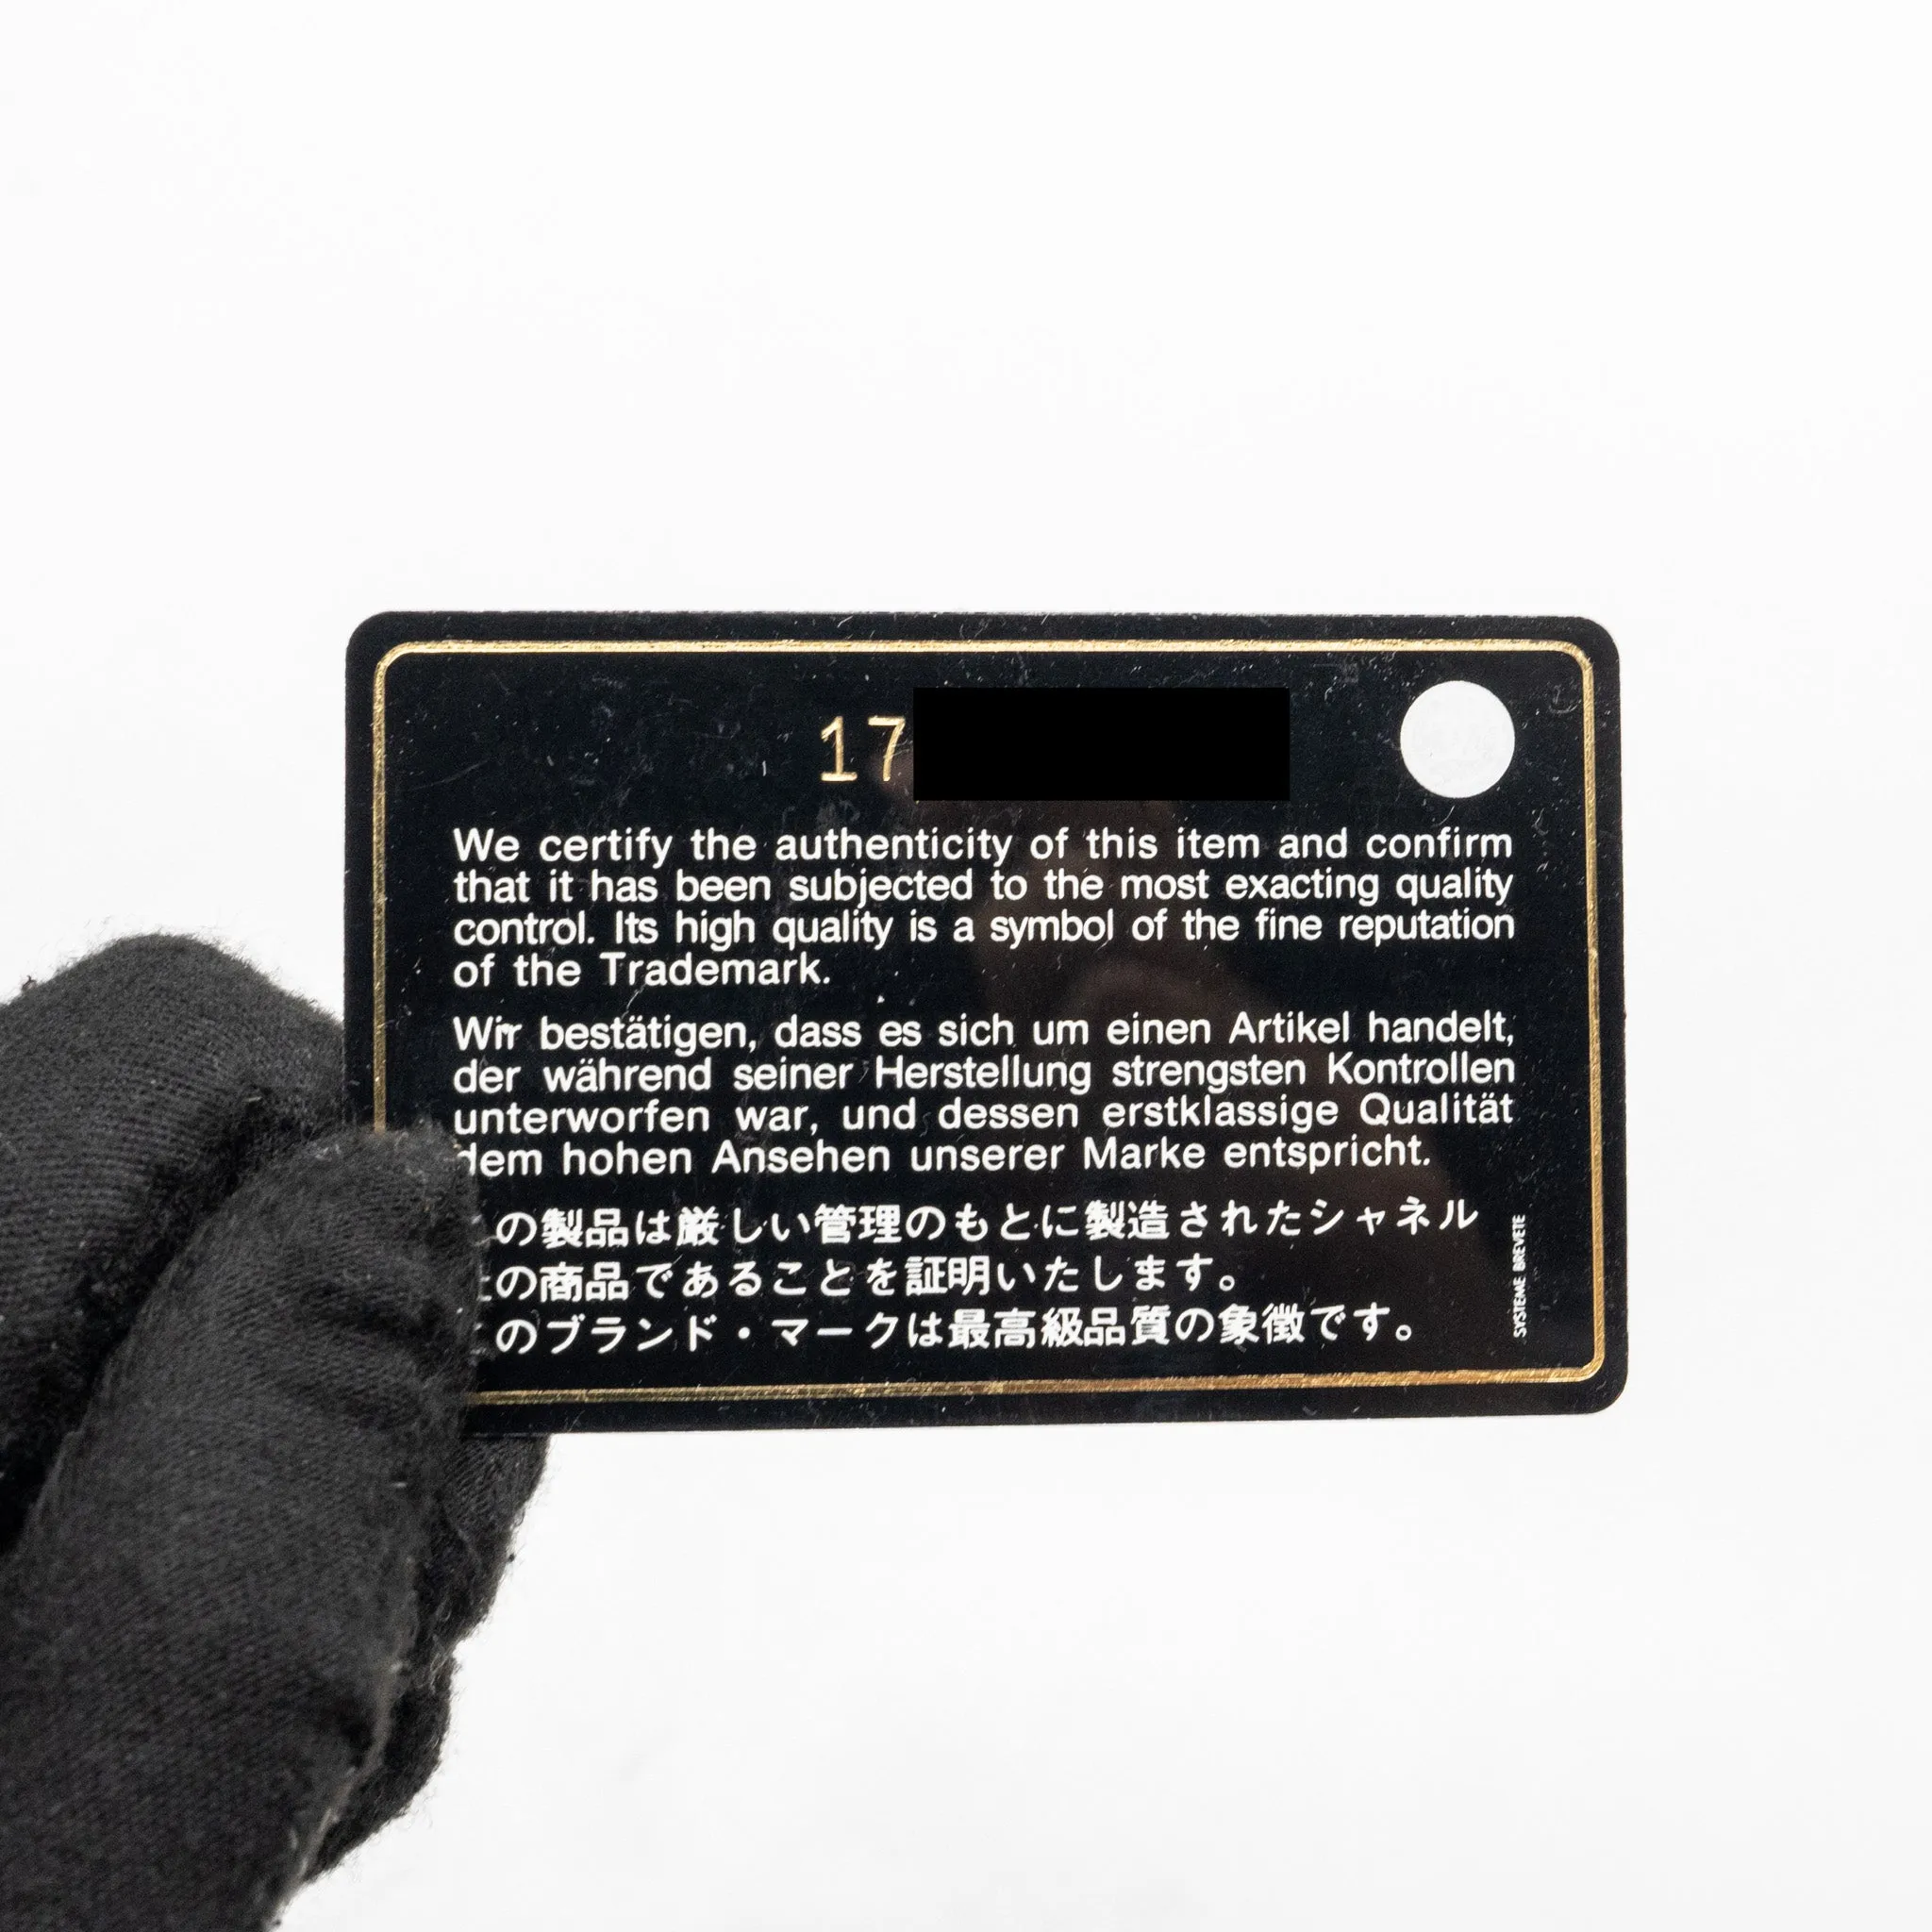 17
We certify the authenticity of this item and confirm
that it has been subjected to the most exacting quality
control. Its high quality is a symbol of the fine reputation
of the Trademark.
Wir bestätigen, dass es sich um einen Artikel handelt,
der während seiner Herstellung strengsten Kontrollen
unterworfen war, und dessen erstklassige Qualität
dem hohen Ansehen unserer Marke entspricht.
の製品は厳しい管理のもとに製造されたシャネル
の商品であることを証明いたします。
のブランド・マークは最高級品質の象徴です。
SYSTEME BREVETE